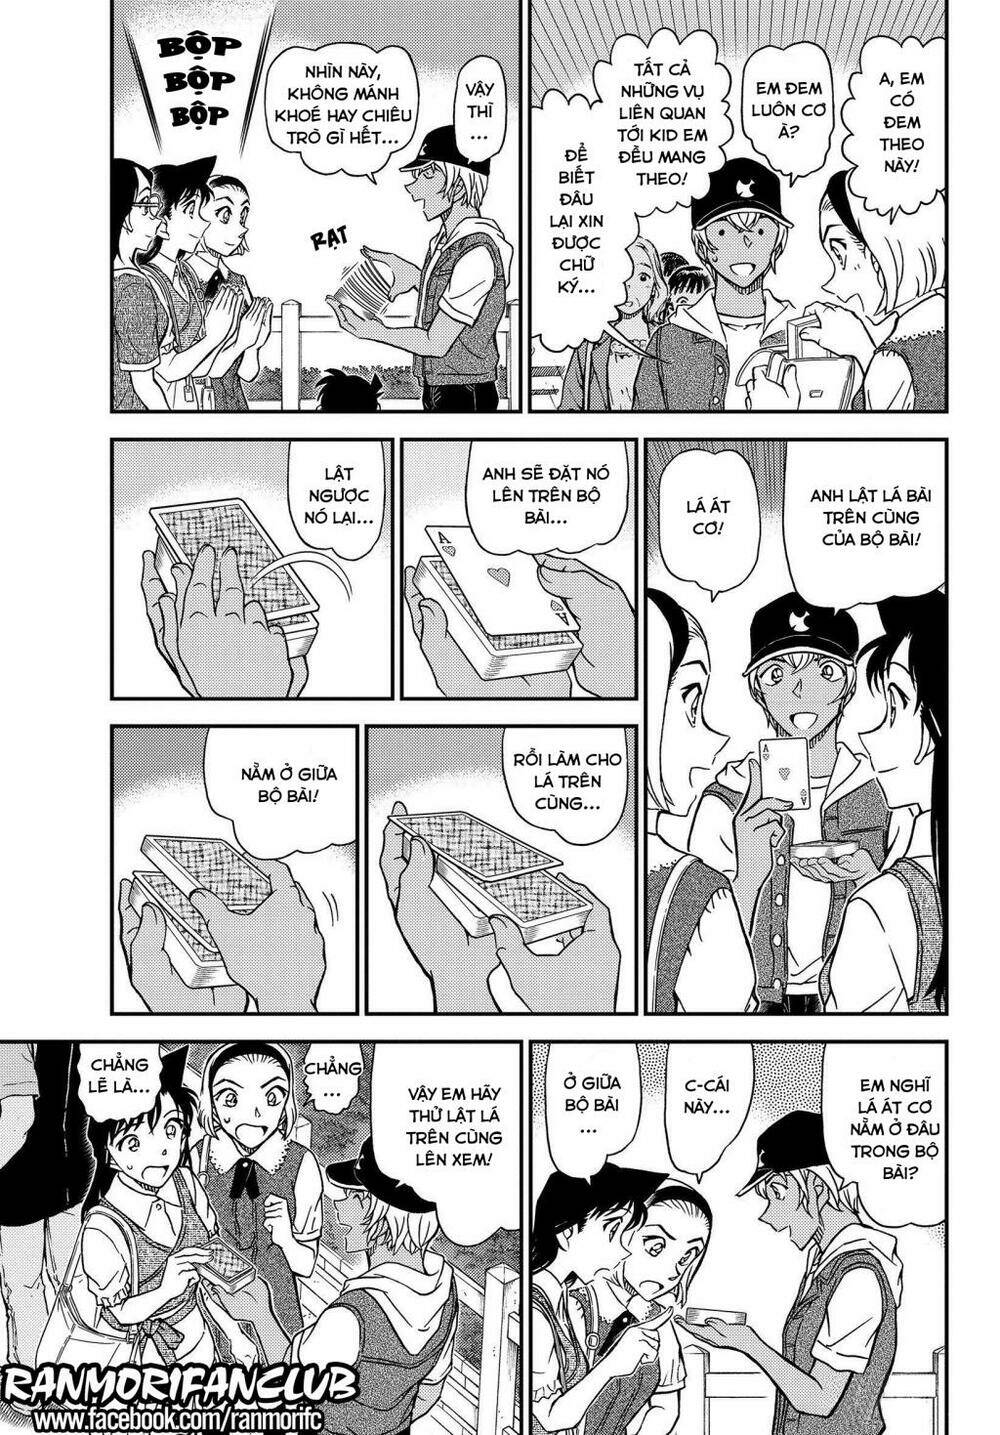 A, EM
CÓ
ĐEM
THEO
NÀY!
EM ĐEM
LUÔN CƠ
À?
TẤT CẢ
NHỮNG VỤ
LIÊN QUAN
TỚI KID EM
ĐỀU MANG
THEO!
ĐỂ
BIẾT
ĐÂU
LẠI XIN
ĐƯỢC
CHỮ
KÝ...
VẬY
THÌ
...
NHÌN NÀY,
KHÔNG MÁNH
KHOÉ HAY CHIÊU
TRÒ GÌ HẾT...
RẠT
BỘP
BỘP
BỘP
ANH LẬT LÁ BÀI
TRÊN CÙNG
CỦA BỘ BÀI!
LÁ ÁT
CƠ!
A
A
ANH SẼ ĐẶT NÓ
LÊN TRÊN BỘ
BÀI...
A
A
LẬT
NGƯỢC
NÓ LẠI...
RỒI LÀM CHO
LÁ TRÊN
CÙNG...
NẰM Ở GIỮA
BỘ BÀI!
EM NGHĨ
LÁ ÁT CƠ
NẰM Ở ĐÂU
TRONG BỘ
BÀI?
C-CÁI
NÀY...
Ở GIỮA
BỘ BÀI
...
VẬY EM HÃY
THỬ LẬT LÁ
TRÊN CÙNG
LÊN XEM!
CHẲNG
...
CHẲNG
LẼ LÀ...
RANMORIFANCLUB
www.facebook.com/ranmorifc